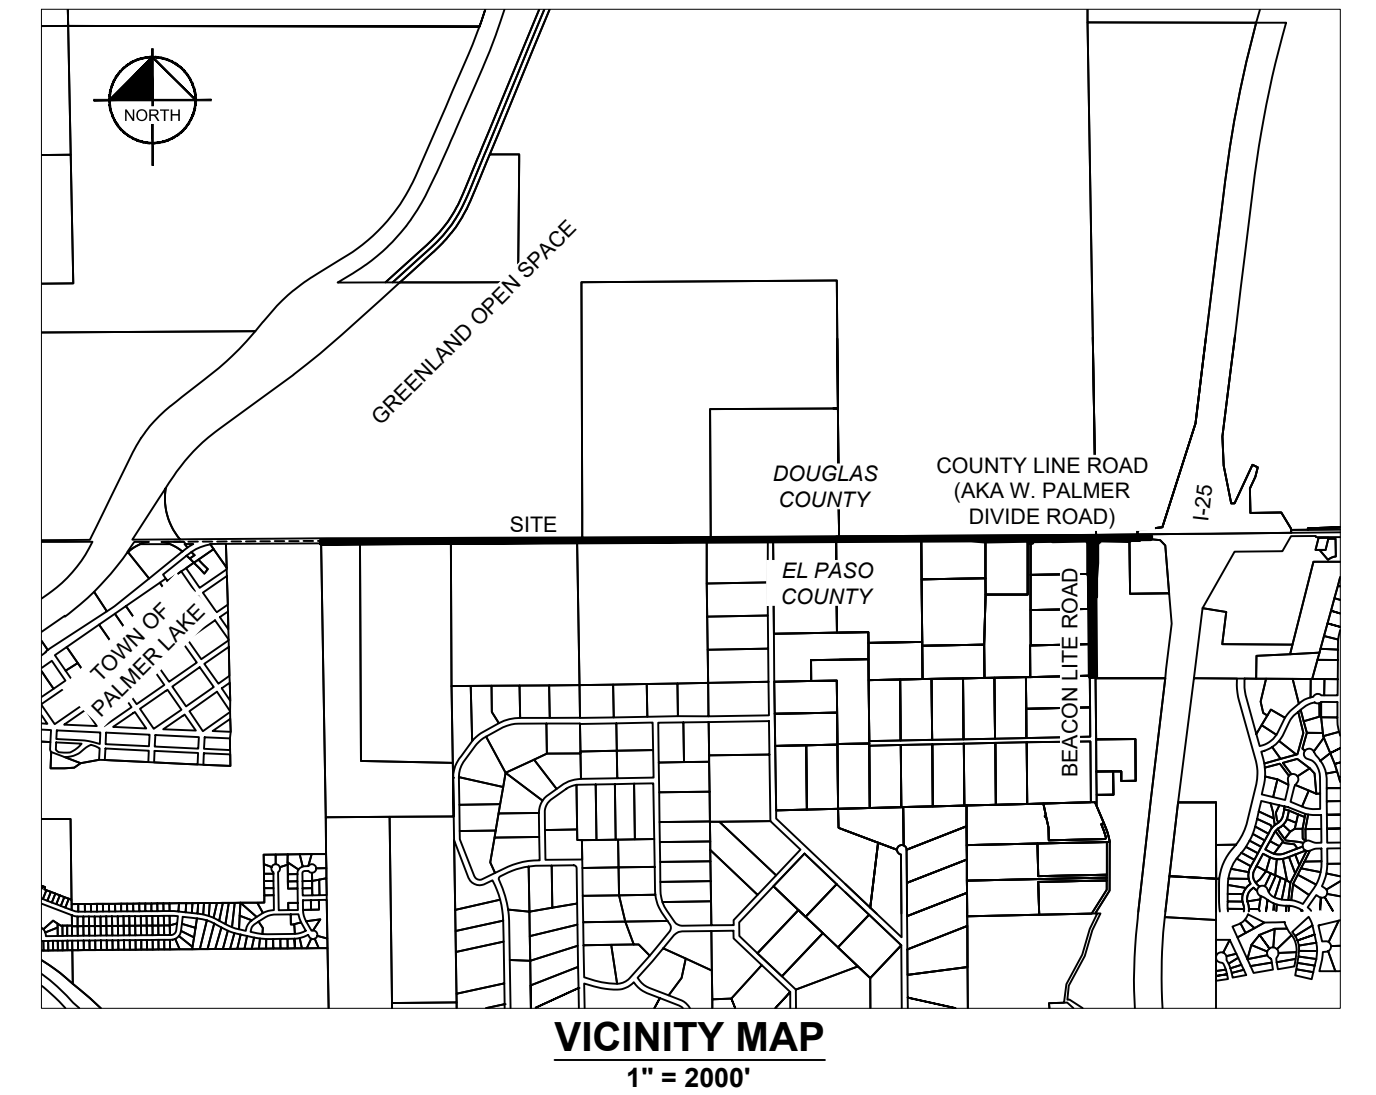 NORTH
GREENLAND OPEN SPACE
DOUGLAS
COUNTY
COUNTY LINE ROAD
(AKA W. PALMER
DIVIDE ROAD)
I-25
SITE
EL PASO
COUNTY
BEACON LITE ROAD
TOWN OF
PALMER LAKE
VICINITY MAP
1" = 2000'